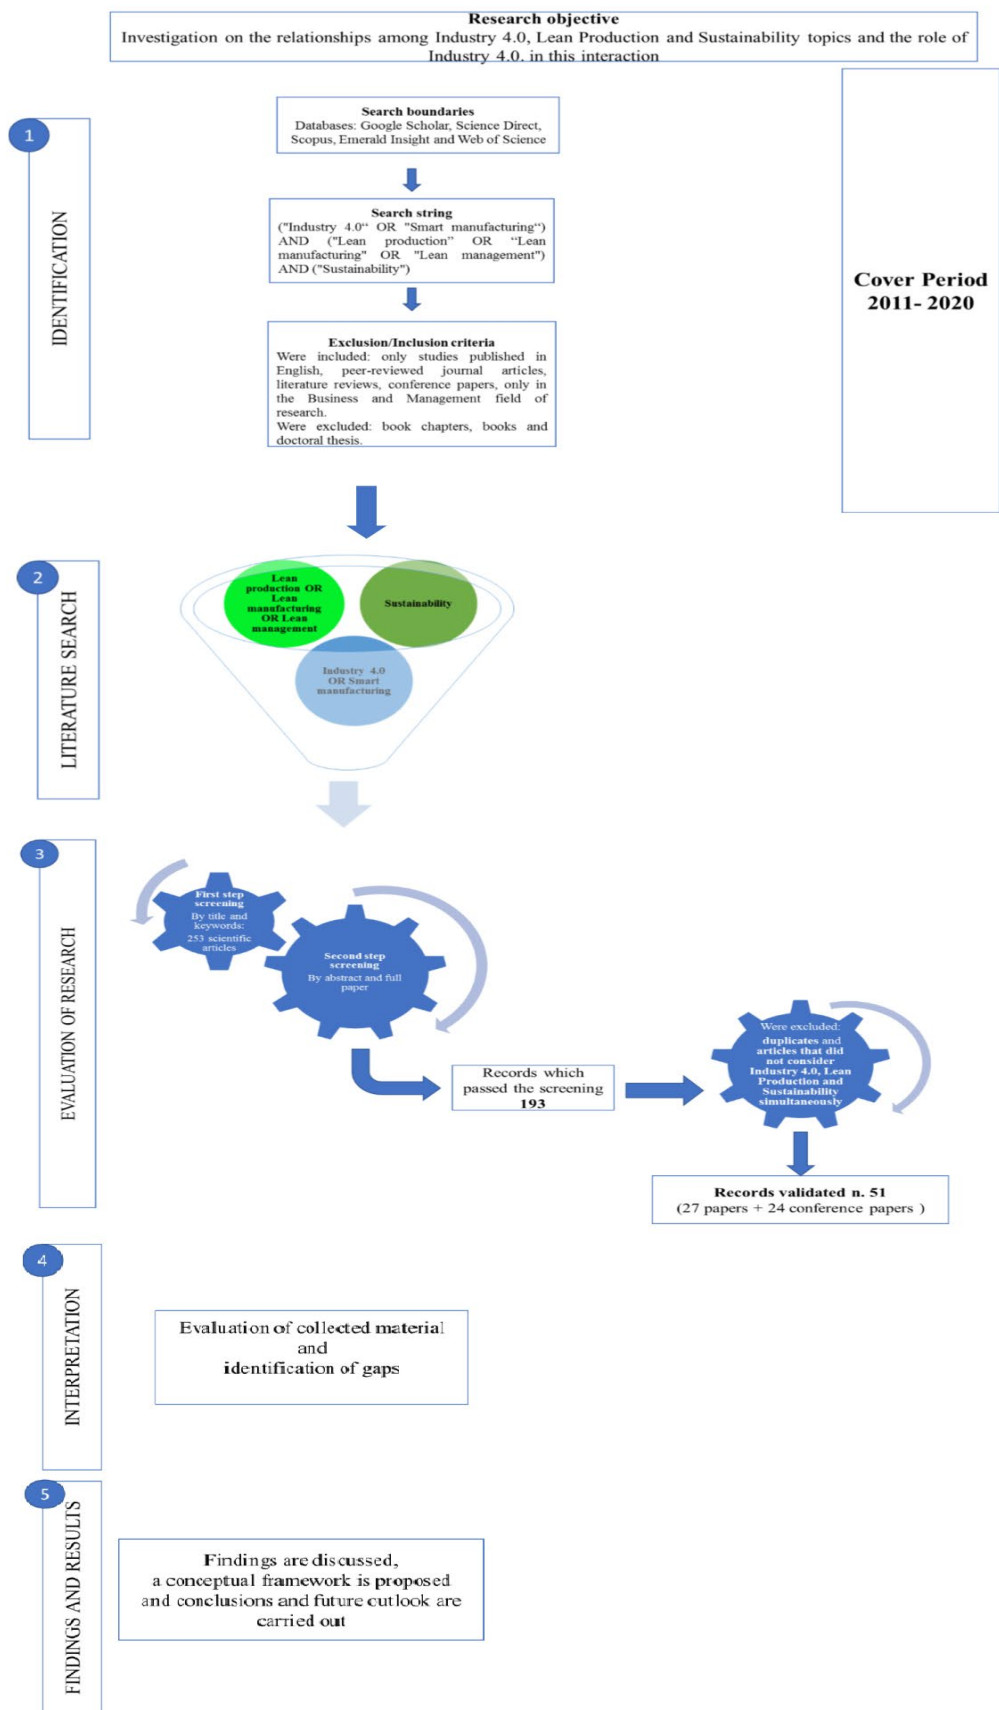 Research objective
Investigation on the relationships among Industry 4.0, Lean Production and Sustainability topics and the role of
Industry 4.0. in this interaction
Cover Period
2011- 2020
1
IDENTIFICATION
Search boundaries
Databases: Google Scholar, Science Direct,
Scopus, Emerald Insight and Web of Science
Search string
("Industry 4.0“ OR "Smart manufacturing“)
AND ("Lean production” OR “Lean
manufacturing" OR "Lean management")
AND ("Sustainability")
Exclusion/Inclusion criteria
Were included: only studies published in
English, peer-reviewed journal articles,
literature reviews, conference papers, only in
the Business and Management field of
research.
Were excluded: book chapters, books and
doctoral thesis.
2
LITERATURE SEARCH
Lean
production OR
Lean
manufacturing
OR Lean
management
Sustainability
Industry 4.0
OR Smart
manufacturing
3
EVALUATION OF RESEARCH
First step
screening
By title and
keywords:
253 scientific
articles
Second step
screening
By abstract and full
paper
Records which
passed the screening
193
Were excluded:
duplicates and
articles that did
not consider
Industry 4.0, Lean
Production and
Sustainability
simultaneously
Records validated n. 51
(27 papers + 24 conference papers )
4
INTERPRETATION
Evaluation of collected material
and
identification of gaps
5
FINDINGS AND RESULTS
Findings are discussed,
a conceptual framework is proposed
and conclusions and future outlook are
carried out